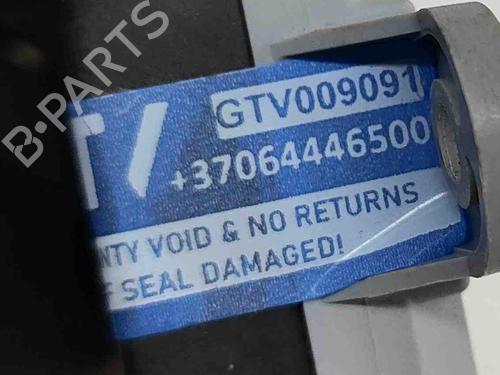 B-PARTS
GTV009091
+37064446500
NTY VOID & NO RETURNS
F SEAL DAMAGED!